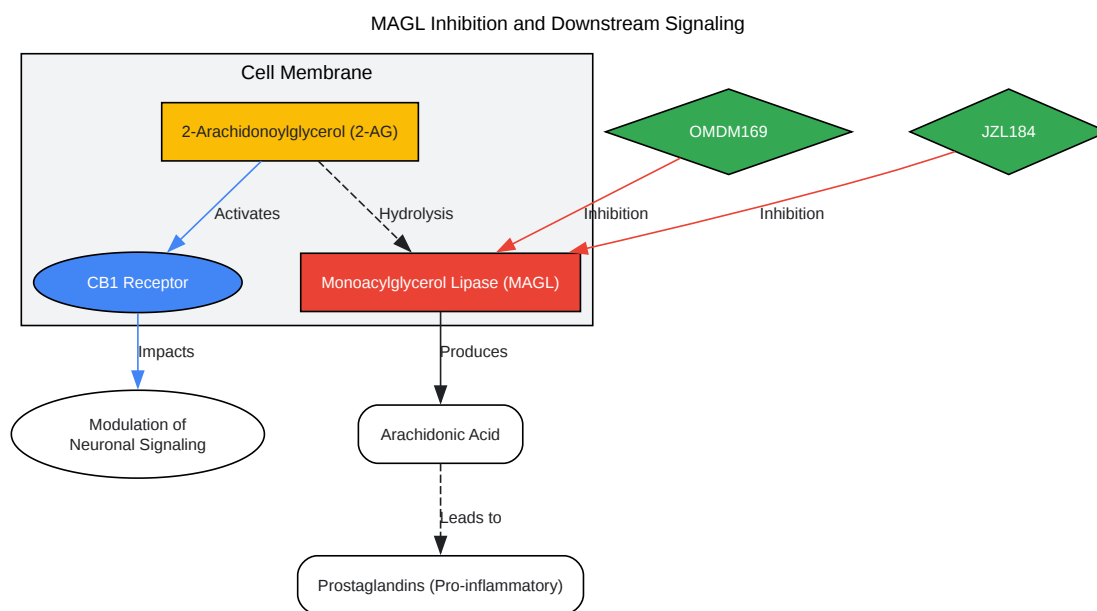 MAGL Inhibition and Downstream Signaling
Cell Membrane
2-Arachidonoylglycerol (2-AG)
OMDM169
JZL184
Activates
Hydrolysis
Inhibition
Inhibition
CB1 Receptor
Monoacylglycerol Lipase (MAGL)
Impacts
Produces
Modulation of
Neuronal Signaling
Arachidonic Acid
Leads to
Prostaglandins (Pro-inflammatory)